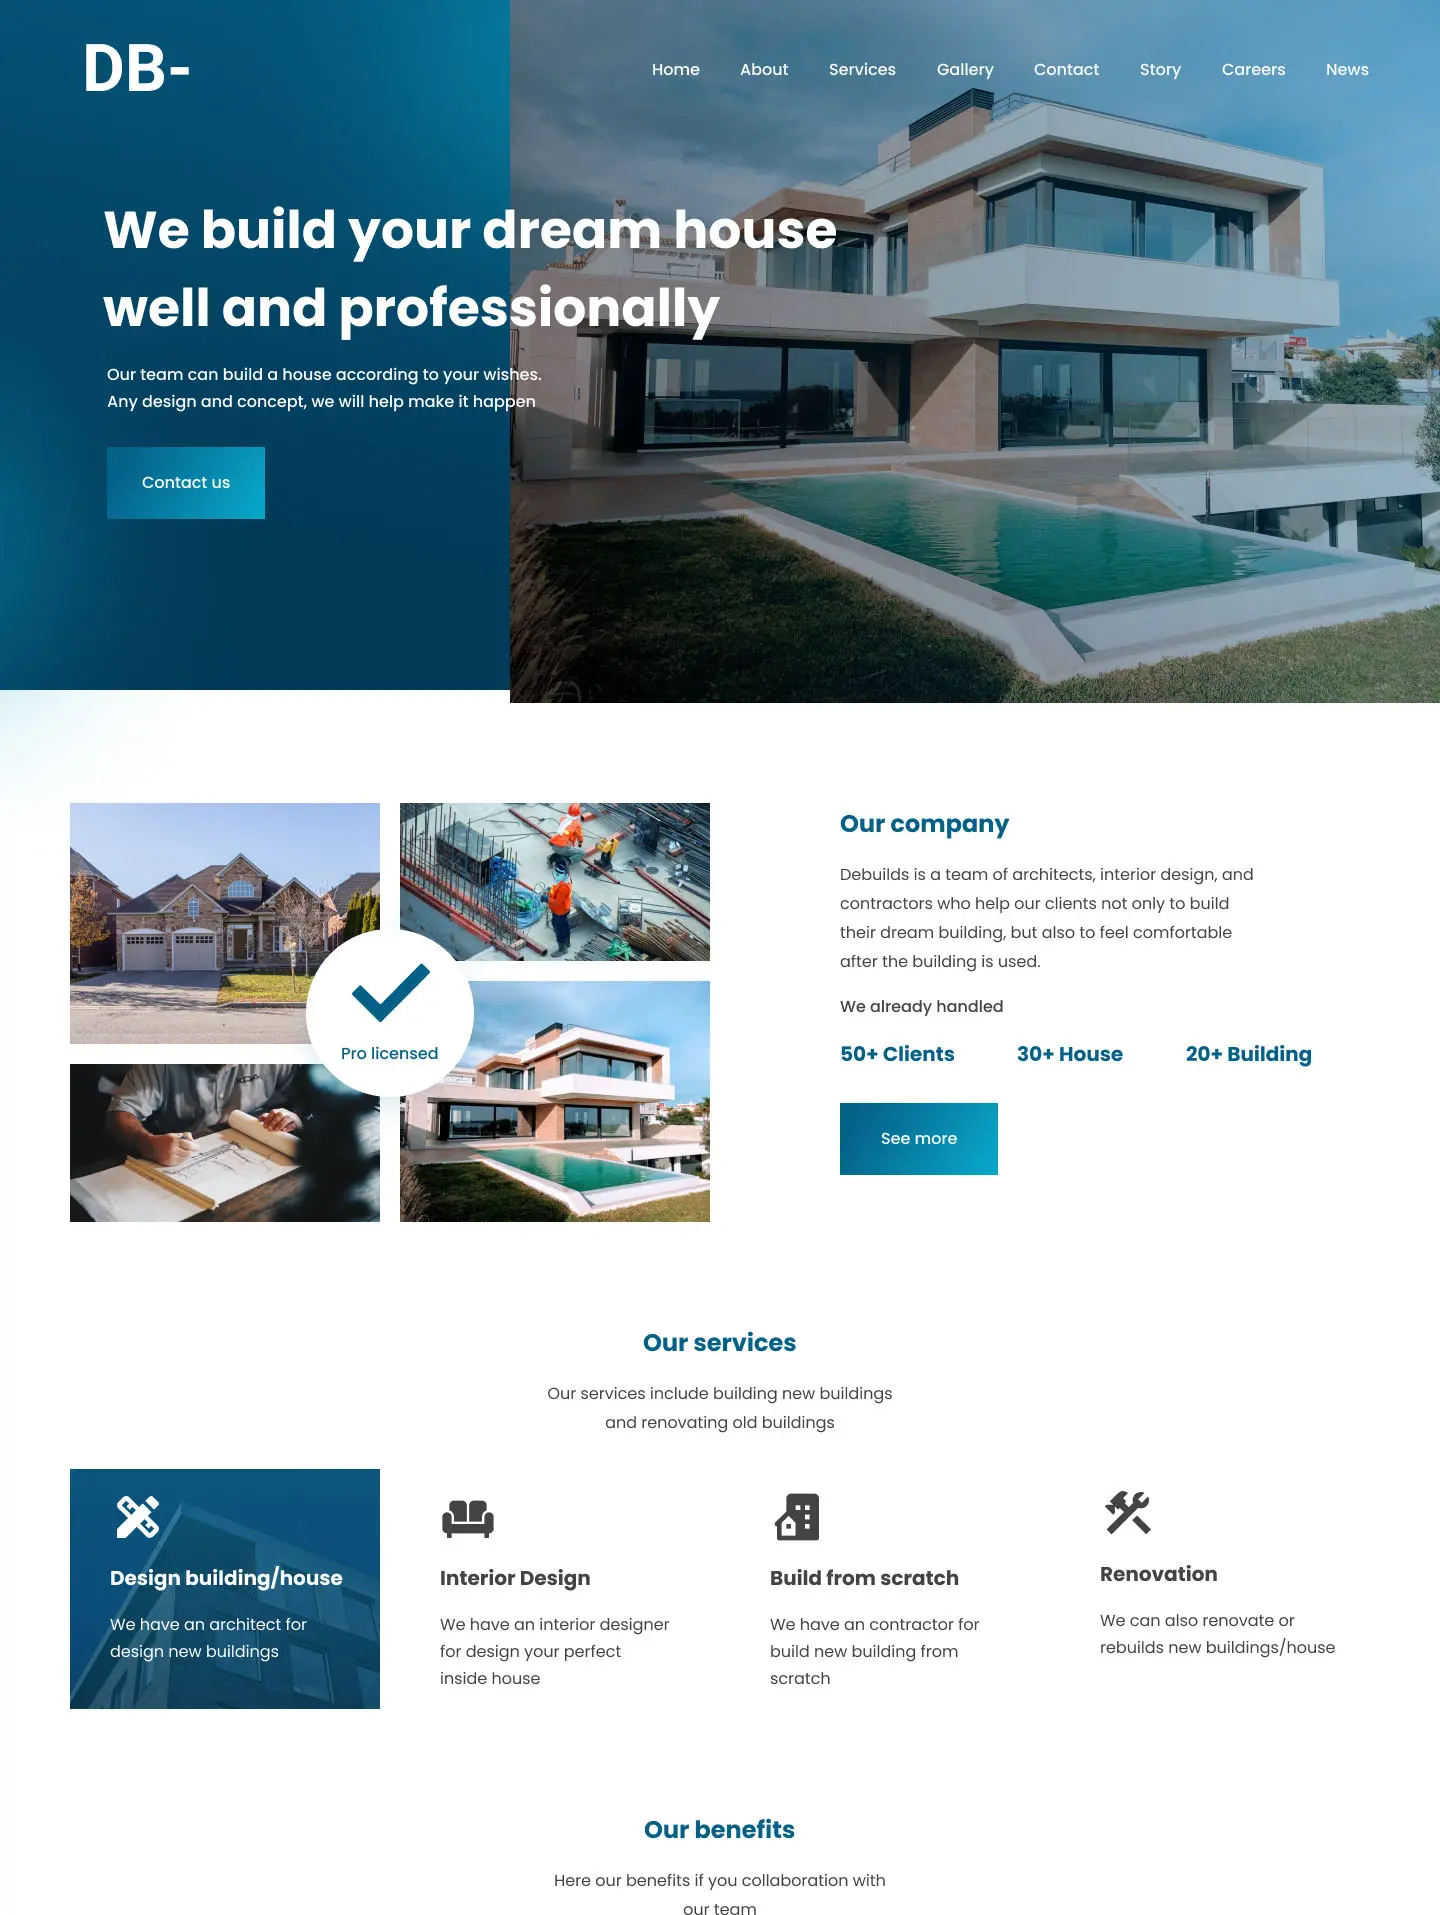 DB-
Home About Services Gallery Contact Story Careers News
We build your dream house
well and professionally
Our team can build a house according to your wishes.
Any design and concept, we will help make it happen
Contact us
Pro licensed
Our company
Debuilds is a team of architects, interior design, and
contractors who help our clients not only to build
their dream building, but also to feel comfortable
after the building is used.
We already handled
50+ Clients 30+ House 20+ Building
See more
Our services
Our services include building new buildings
and renovating old buildings
Design building/house
We have an architect for
design new buildings
Interior Design
We have an interior designer
for design your perfect
inside house
Build from scratch
We have an contractor for
build new building from
scratch
Renovation
We can also renovate or
rebuilds new buildings/house
Our benefits
Here our benefits if you collaboration with
our team